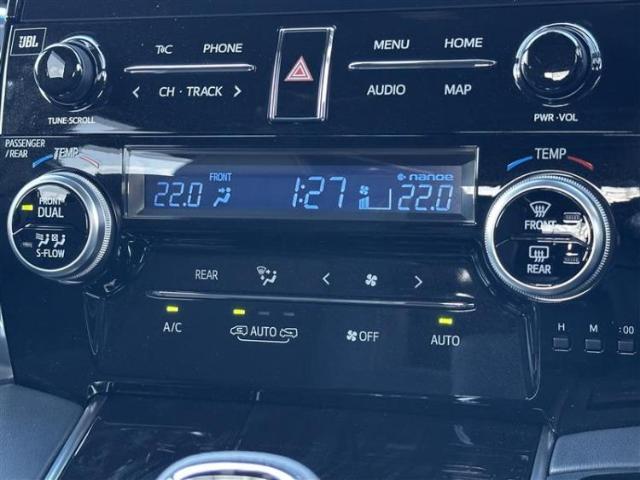 JBL
T&C PHONE
MENU HOME
< CH · TRACK >
AUDIO MAP
TUNE·SCROLL
PWR·VOL
PASSENGER
/REAR
TEMP
TEMP
FRONT
nanoe
22.0
1:27
22.0
FRONT
DUAL
S-FLOW
FRONT
REAR
REAR
< >
A/C
AUTO
OFF
AUTO
H M :00